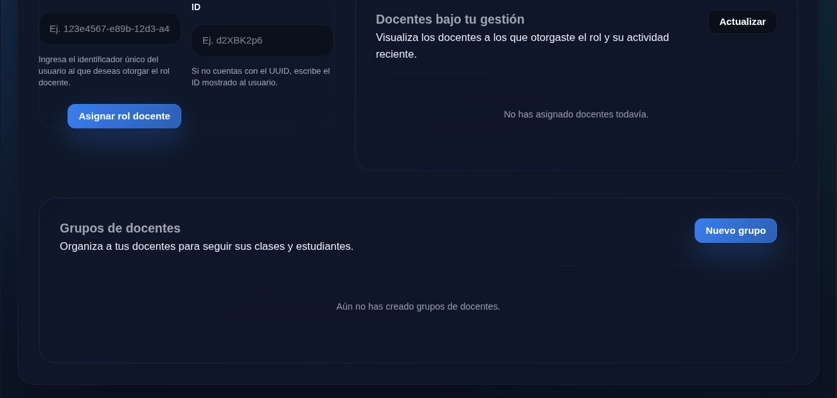 ID
Ej. 123e4567-e89b-12d3-a4
Ej. d2XBK2p6
Ingresa el identificador único del
usuario al que deseas otorgar el rol
docente.
Si no cuentas con el UUID, escribe el
ID mostrado al usuario.
Asignar rol docente
Docentes bajo tu gestión
Actualizar
Visualiza los docentes a los que otorgaste el rol y su actividad
reciente.
No has asignado docentes todavía.
Grupos de docentes
Nuevo grupo
Organiza a tus docentes para seguir sus clases y estudiantes.
Aún no has creado grupos de docentes.